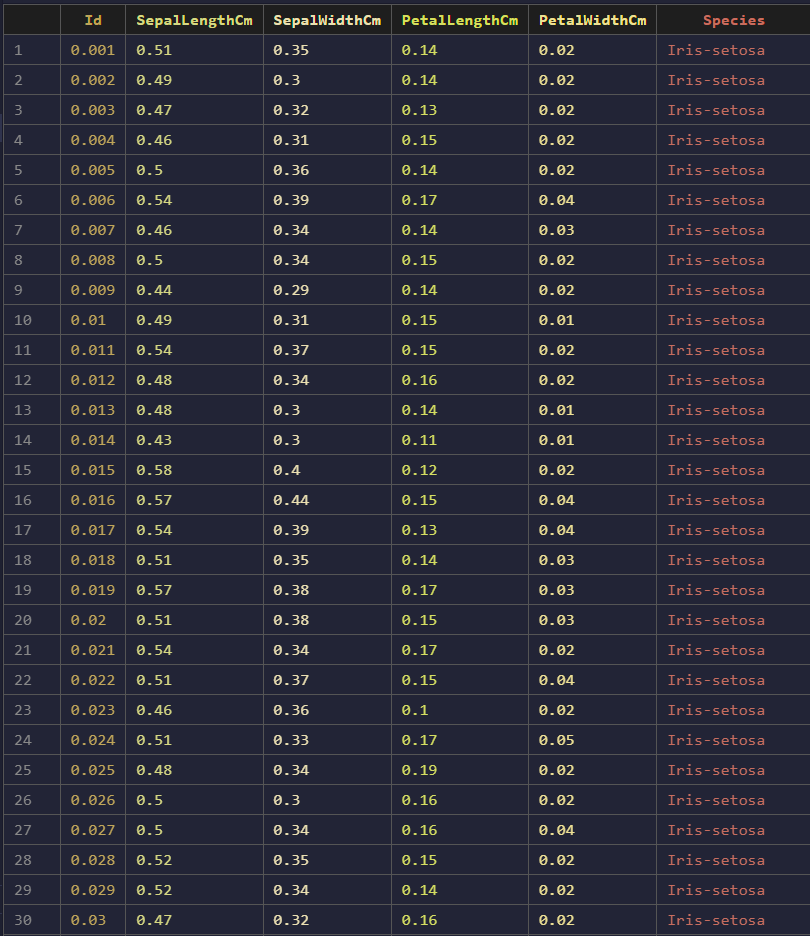 Id SepalLengthCm SepalWidthCm PetalLengthCm PetalWidthCm Species
1 0.001 0.51 0.35 0.14 0.02 Iris-setosa
2 0.002 0.49 0.3 0.14 0.02 Iris-setosa
3 0.003 0.47 0.32 0.13 0.02 Iris-setosa
4 0.004 0.46 0.31 0.15 0.02 Iris-setosa
5 0.005 0.5 0.36 0.14 0.02 Iris-setosa
6 0.006 0.54 0.39 0.17 0.04 Iris-setosa
7 0.007 0.46 0.34 0.14 0.03 Iris-setosa
8 0.008 0.5 0.34 0.15 0.02 Iris-setosa
9 0.009 0.44 0.29 0.14 0.02 Iris-setosa
10 0.01 0.49 0.31 0.15 0.01 Iris-setosa
11 0.011 0.54 0.37 0.15 0.02 Iris-setosa
12 0.012 0.48 0.34 0.16 0.02 Iris-setosa
13 0.013 0.48 0.3 0.14 0.01 Iris-setosa
14 0.014 0.43 0.3 0.11 0.01 Iris-setosa
15 0.015 0.58 0.4 0.12 0.02 Iris-setosa
16 0.016 0.57 0.44 0.15 0.04 Iris-setosa
17 0.017 0.54 0.39 0.13 0.04 Iris-setosa
18 0.018 0.51 0.35 0.14 0.03 Iris-setosa
19 0.019 0.57 0.38 0.17 0.03 Iris-setosa
20 0.02 0.51 0.38 0.15 0.03 Iris-setosa
21 0.021 0.54 0.34 0.17 0.02 Iris-setosa
22 0.022 0.51 0.37 0.15 0.04 Iris-setosa
23 0.023 0.46 0.36 0.1 0.02 Iris-setosa
24 0.024 0.51 0.33 0.17 0.05 Iris-setosa
25 0.025 0.48 0.34 0.19 0.02 Iris-setosa
26 0.026 0.5 0.3 0.16 0.02 Iris-setosa
27 0.027 0.5 0.34 0.16 0.04 Iris-setosa
28 0.028 0.52 0.35 0.15 0.02 Iris-setosa
29 0.029 0.52 0.34 0.14 0.02 Iris-setosa
30 0.03 0.47 0.32 0.16 0.02 Iris-setosa